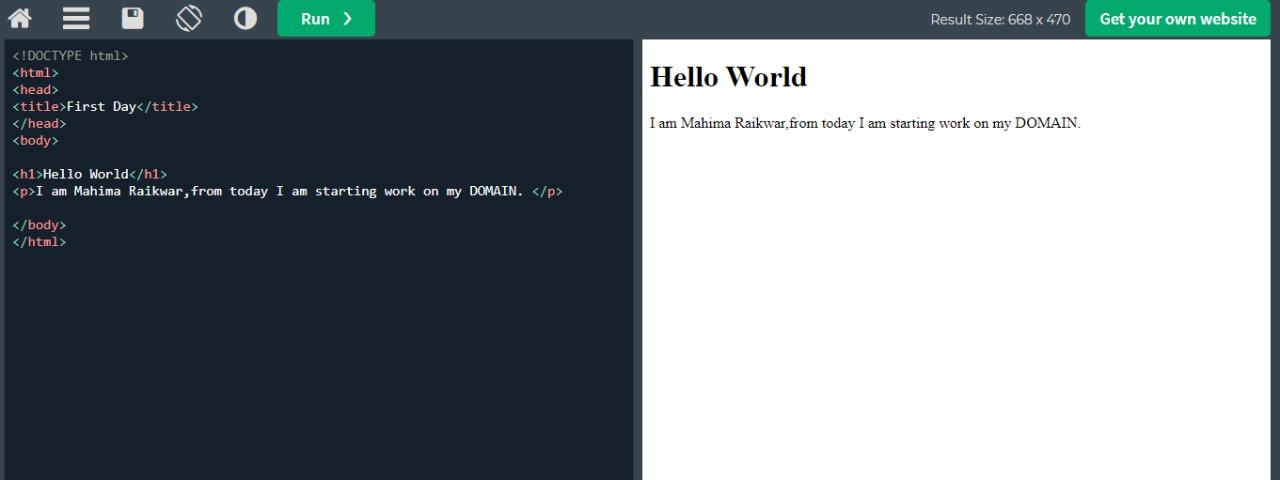 Run ❯
Result Size: 668 x 470
Get your own website
<!DOCTYPE html>
<html>
<head>
<title>First Day</title>
</head>
<body>
<h1>Hello World</h1>
<p>I am Mahima Raikwar,from today I am starting work on my DOMAIN. </p>
</body>
</html>
Hello World
I am Mahima Raikwar,from today I am starting work on my DOMAIN.